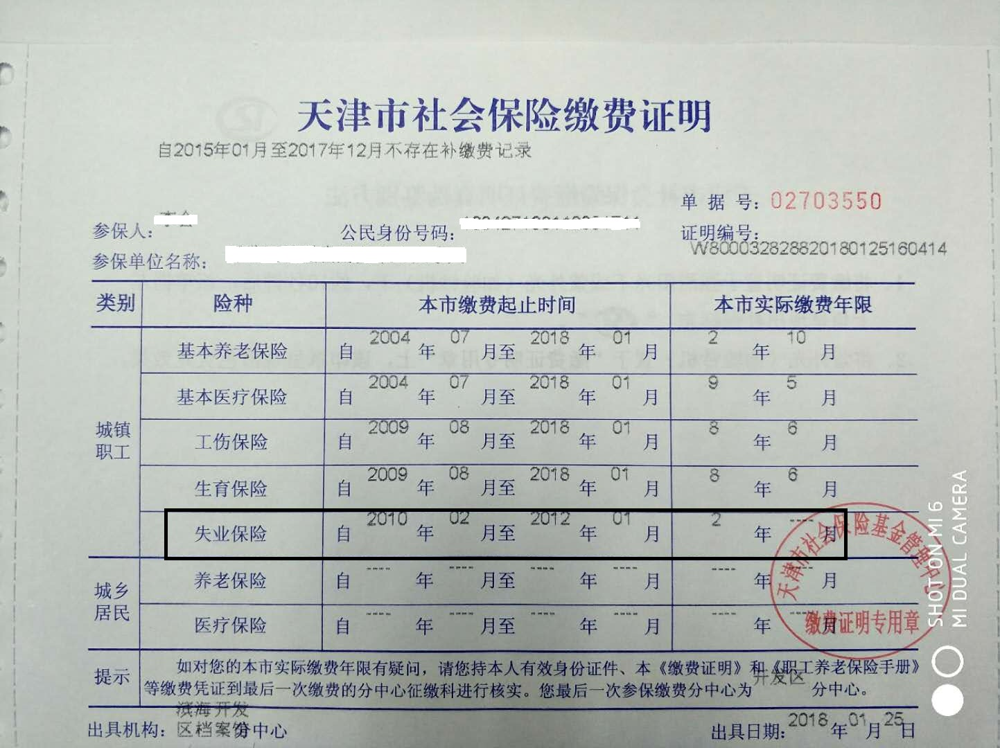 天津市社会保险缴费证明
自2015年01月至2017年12月不存在补缴费记录
单据号：02703550
参保人：
公民身份号码：
证明编号：
W80003282882018012516​0414
参保单位名称：
类别 险种 本市缴费起止时间 本市实际缴费年限
城镇职工
基本养老保险 自 2004 年 07 月至 2018 年 01 月 2 年 10 月
基本医疗保险 自 2004 年 07 月至 2018 年 01 月 9 年 5 月
工伤保险 自 2009 年 08 月至 2018 年 01 月 8 年 6 月
生育保险 自 2009 年 08 月至 2018 年 01 月 8 年 6 月
失业保险 自 2010 年 02 月至 2012 年 01 月 2 年 ---- 月
城乡居民
养老保险 自 ---- 年 ---- 月至 ---- 年 ---- 月 ---- 年 ---- 月
医疗保险 自 ---- 年 ---- 月至 ---- 年 ---- 月 ---- 年 ---- 月
天津市社会保险基金管理中心
缴费证明专用章
提示
如对您的本市实际缴费年限有疑问，请您持本人有效身份证件、本《缴费证明》和《职工养老保险手册》
等缴费凭证到最后一次缴费的分中心征缴科进行核实。您最后一次参保缴费分中心为 开发区 分中心。
出具机构：滨海开发区档案馆分中心
出具日期：2018 年 01 月 25 日
SHOT ON MI 6
MI DUAL CAMERA